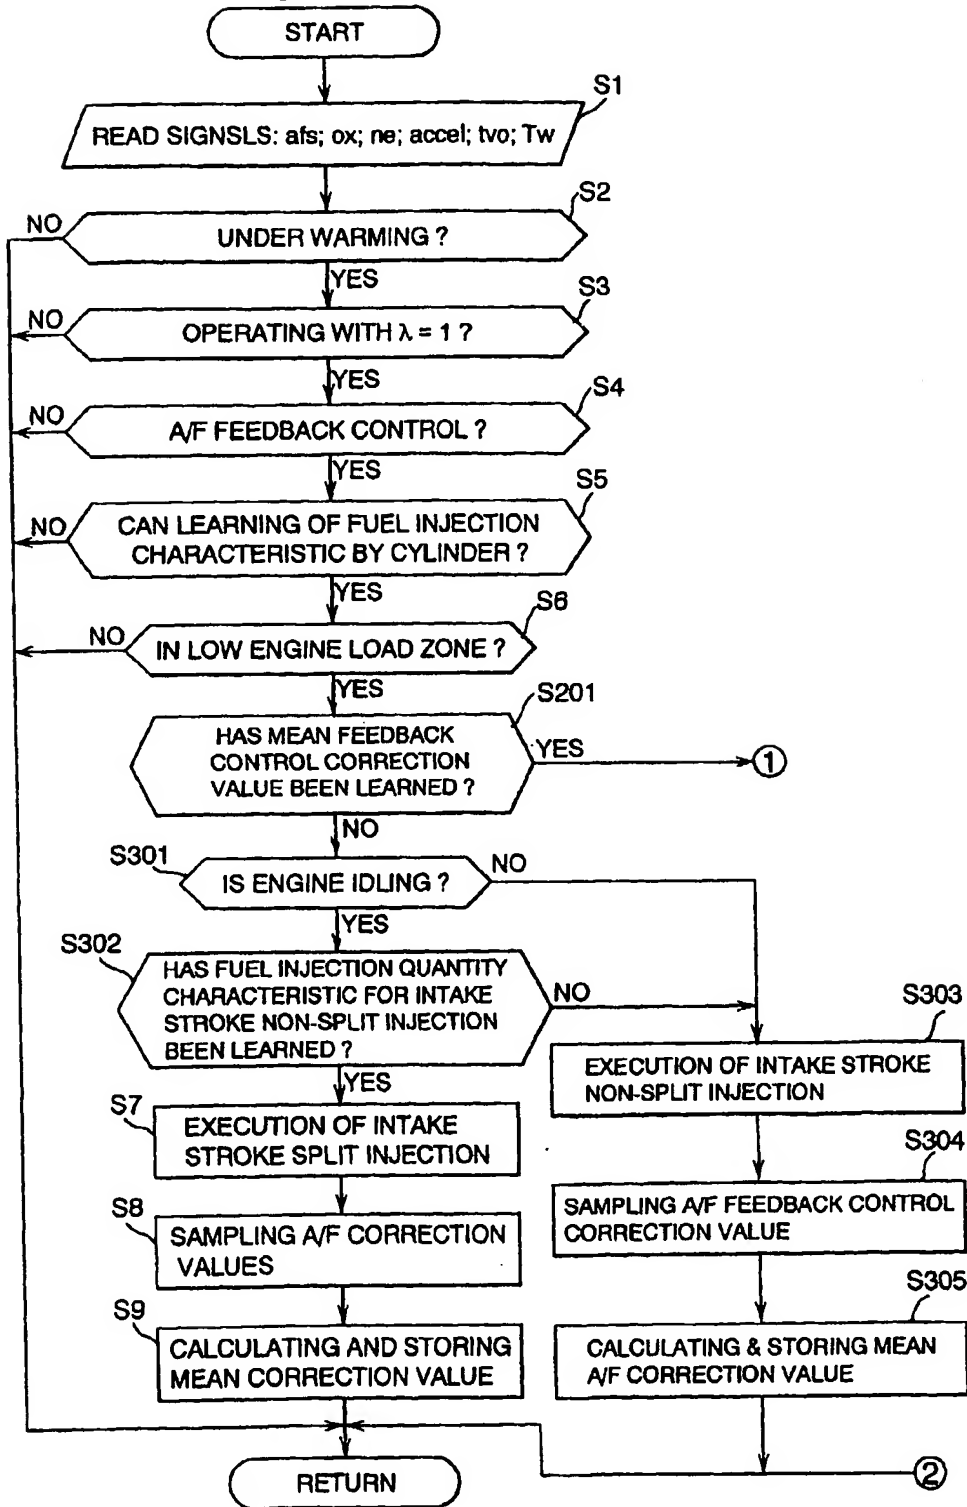 START
S1
READ SIGNSLS: afs; ox; ne; accel; tvo; Tw
S2
NO
UNDER WARMING ?
YES
S3
NO
OPERATING WITH λ = 1 ?
YES
S4
NO
A/F FEEDBACK CONTROL ?
YES
S5
NO
CAN LEARNING OF FUEL INJECTION
CHARACTERISTIC BY CYLINDER ?
YES
S6
NO
IN LOW ENGINE LOAD ZONE ?
YES
S201
HAS MEAN FEEDBACK
CONTROL CORRECTION
VALUE BEEN LEARNED ?
YES
①
NO
S301
IS ENGINE IDLING ?
NO
YES
S302
HAS FUEL INJECTION QUANTITY
CHARACTERISTIC FOR INTAKE
STROKE NON-SPLIT INJECTION
BEEN LEARNED ?
NO
YES
S303
EXECUTION OF INTAKE STROKE
NON-SPLIT INJECTION
S7
EXECUTION OF INTAKE
STROKE SPLIT INJECTION
S304
SAMPLING A/F FEEDBACK CONTROL
CORRECTION VALUE
S8
SAMPLING A/F CORRECTION
VALUES
S305
CALCULATING & STORING MEAN
A/F CORRECTION VALUE
S9
CALCULATING AND STORING
MEAN CORRECTION VALUE
②
RETURN